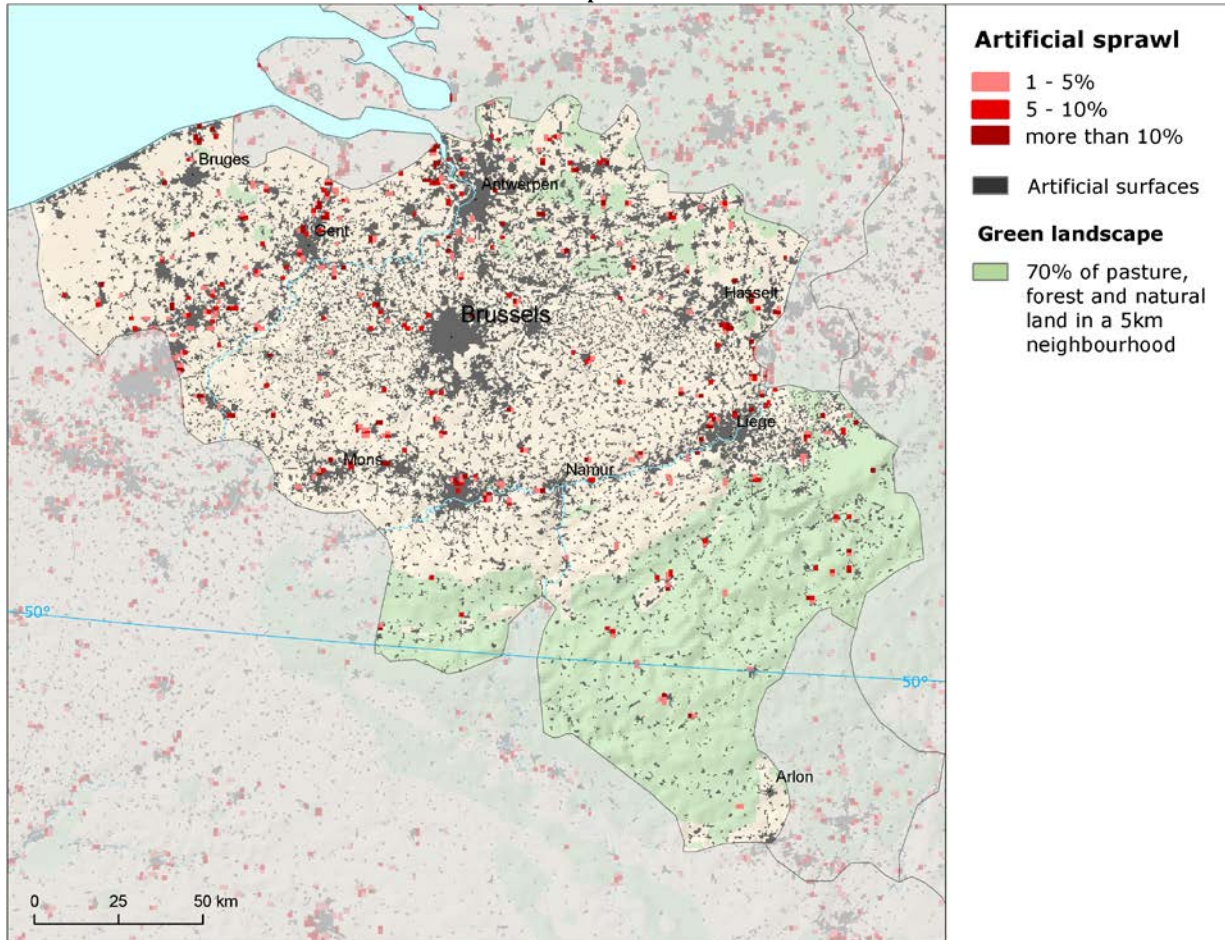 Bruges
Antwerpen
Gent
Hasselt
Brussels
Liege
Mons
Namur
50°
50°
Arlon
0 25 50 km
Artificial sprawl
1 - 5%
5 - 10%
more than 10%
Artificial surfaces
Green landscape
70% of pasture,
forest and natural
land in a 5km
neighbourhood